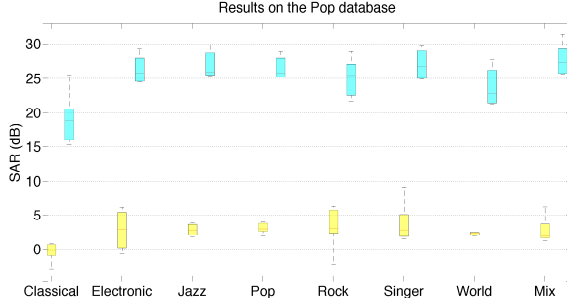 Results on the Pop database
30
25
20
15
10
5
0
SAR (dB)
Classical Electronic Jazz Pop Rock Singer World Mix